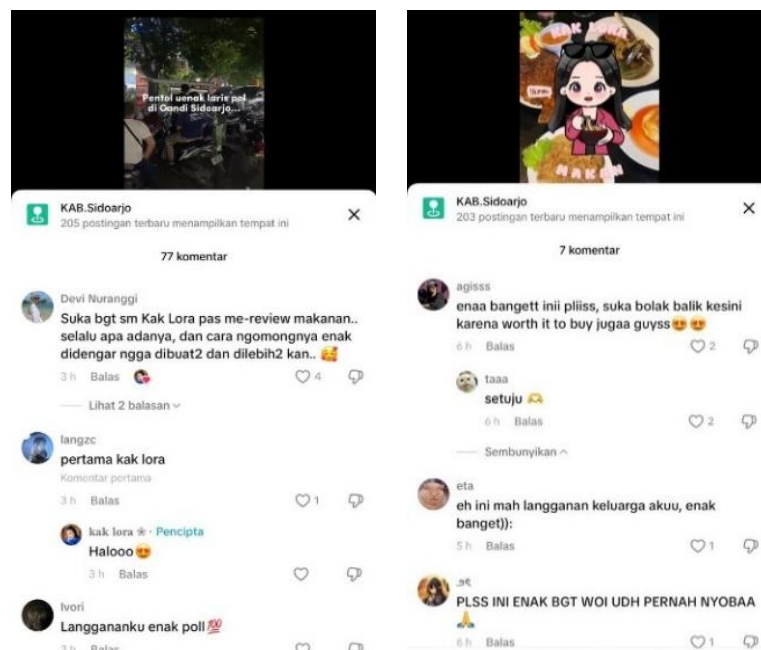 Pentol uenak laris pol
di Gandi Sidoarjo...
KAB.Sidoarjo
205 postingan terbaru menampilkan tempat ini
77 komentar
Devi Nuranggi
Suka bgt sm Kak Lora pas me-review makanan..
selalu apa adanya, dan cara ngomongnya enak
didengar ngga dibuat2 dan dilebih2 kan.. 🥰
3 h Balas 4
Lihat 2 balasan
langzc
pertama kak lora
Komentar pertama
3 h Balas 1
kak lora · Pencipta
Halooo😍
3 h Balas
Ivori
Langgananku enak poll💯
3 h Balas
KAK LORA
MAKAN
KAB.Sidoarjo
203 postingan terbaru menampilkan tempat ini
7 komentar
agisss
enaa bangett inii pliiss, suka bolak balik kesini
karena worth it to buy jugaa guyss😍😍
6 h Balas 2
taaa
setuju 🫶
6 h Balas 2
Sembunyikan
eta
eh ini mah langganan keluarga akuu, enak
banget)):
5 h Balas 1
PLSS INI ENAK BGT WOI UDH PERNAH NYOBAA
🙏
6 h Balas 1